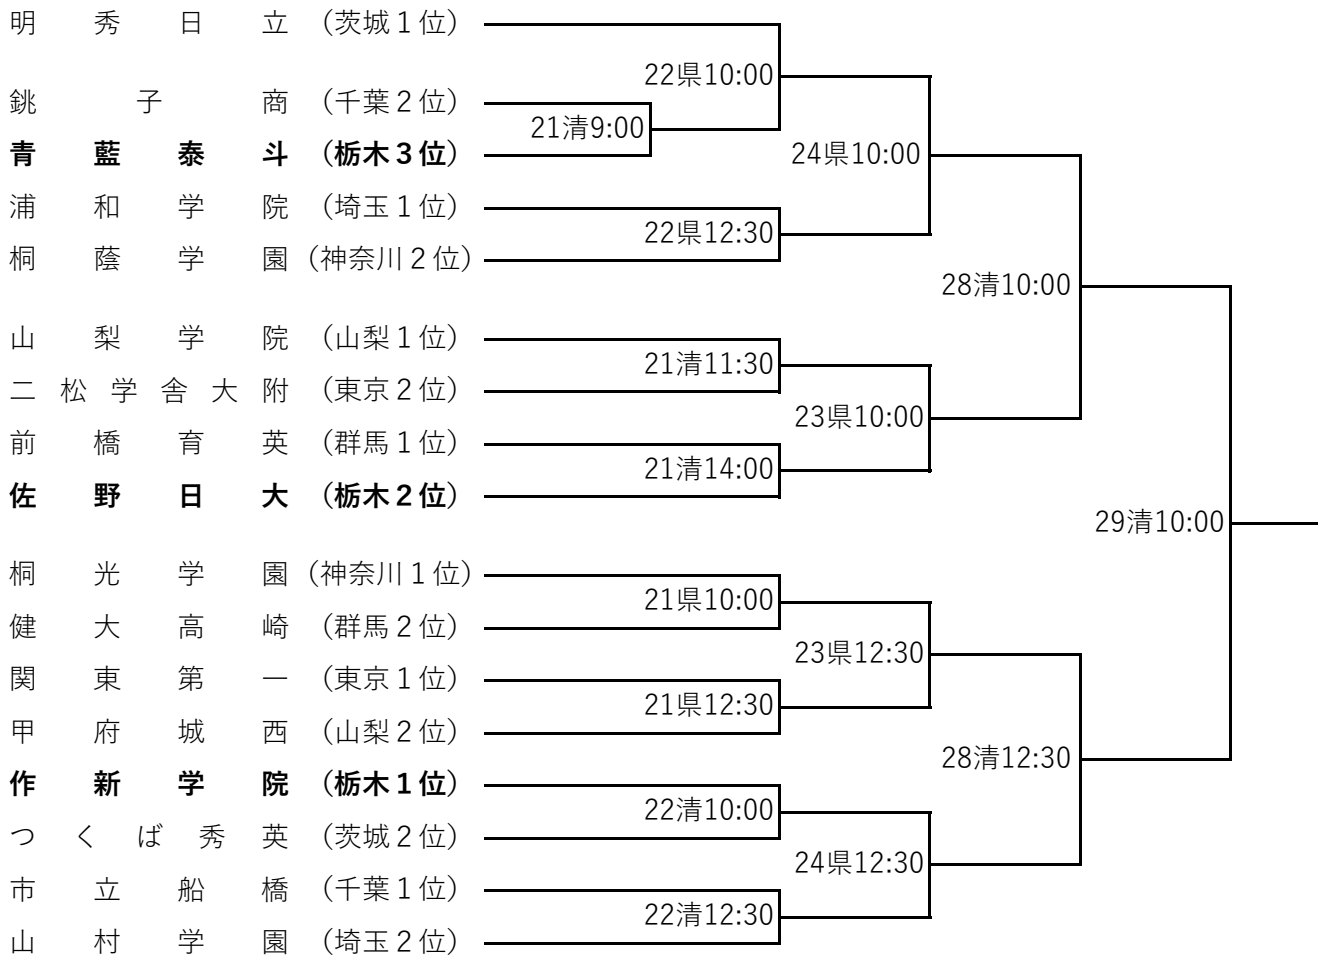 明秀日立（茨城１位）
22県10:00
銚子商（千葉２位）
21清9:00
青藍泰斗（栃木３位）
24県10:00
浦和学院（埼玉１位）
22県12:30
桐蔭学園（神奈川２位）
28清10:00
山梨学院（山梨１位）
21清11:30
二松学舎大附（東京２位）
23県10:00
前橋育英（群馬１位）
21清14:00
佐野日大（栃木２位）
29清10:00
桐光学園（神奈川１位）
21県10:00
健大高崎（群馬２位）
23県12:30
関東第一（東京１位）
21県12:30
甲府城西（山梨２位）
28清12:30
作新学院（栃木１位）
22清10:00
つくば秀英（茨城２位）
24県12:30
市立船橋（千葉１位）
22清12:30
山村学園（埼玉２位）